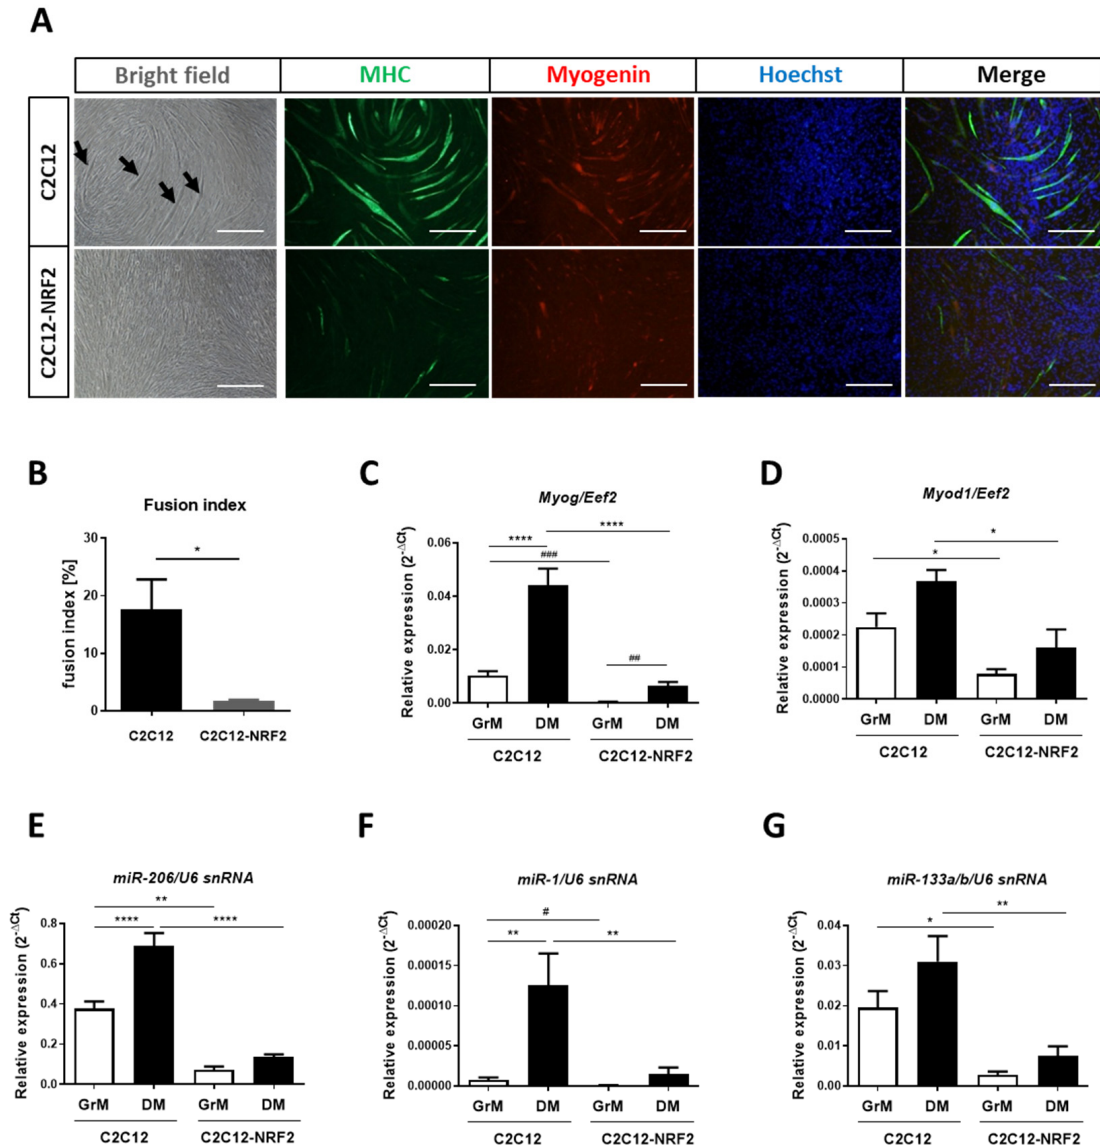 A
Bright field MHC Myogenin Hoechst Merge
C2C12
C2C12-NRF2
B
Fusion index
fusion index [%]
30
20
10
0
*
C2C12 C2C12-NRF2
C
Myog/Eef2
Relative expression (2^-ΔCt)
0.06
0.04
0.02
0.00
**** ****
###
##
GrM DM GrM DM
C2C12 C2C12-NRF2
D
Myod1/Eef2
Relative expression (2^-ΔCt)
0.0005
0.0004
0.0003
0.0002
0.0001
0.0000
*
*
GrM DM GrM DM
C2C12 C2C12-NRF2
E
miR-206/U6 snRNA
Relative expression (2^-ΔCt)
0.8
0.6
0.4
0.2
0.0
**
**** ****
GrM DM GrM DM
C2C12 C2C12-NRF2
F
miR-1/U6 snRNA
Relative expression (2^-ΔCt)
0.00020
0.00015
0.00010
0.00005
0.00000
#
** **
GrM DM GrM DM
C2C12 C2C12-NRF2
G
miR-133a/b/U6 snRNA
Relative expression (2^-ΔCt)
0.04
0.03
0.02
0.01
0.00
**
*
GrM DM GrM DM
C2C12 C2C12-NRF2